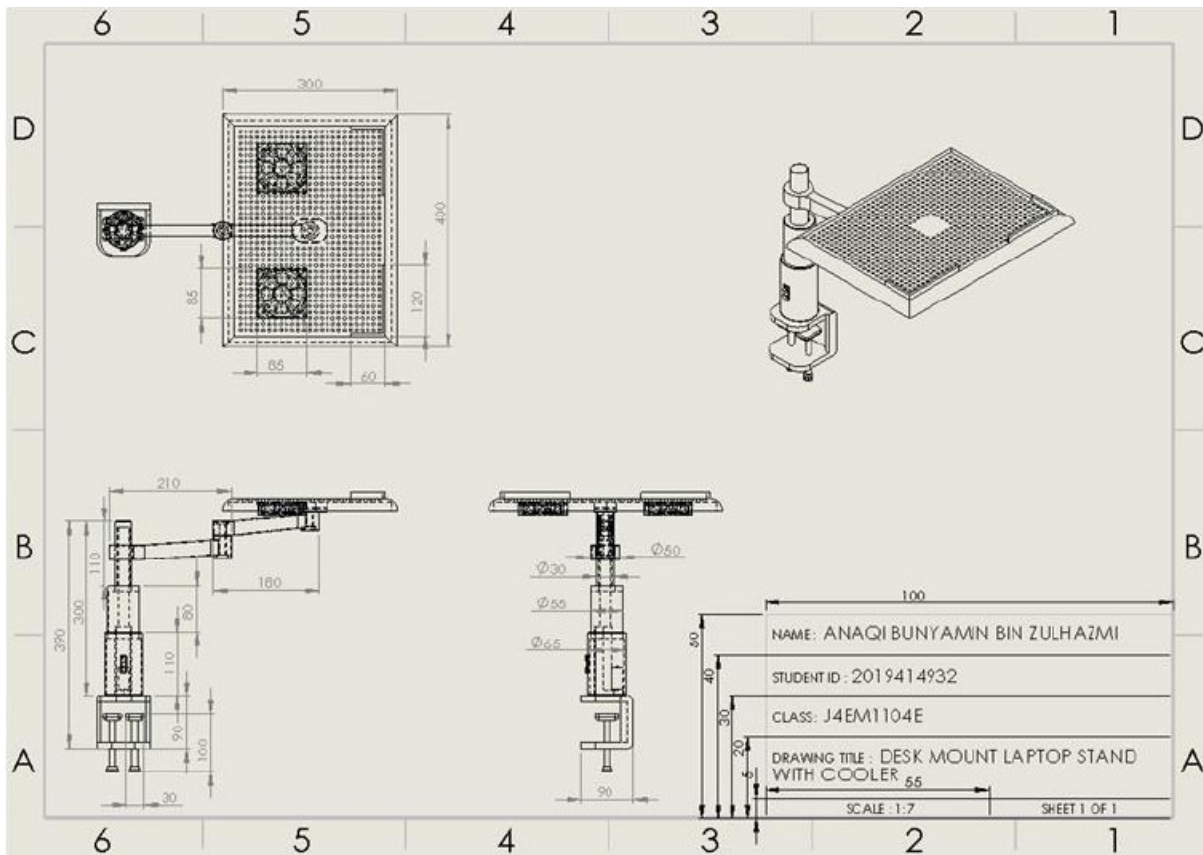 6 5 4 3 2 1
D
D
300
400
85
120
85
60
C
C
210
B
B
110
300
390
180
80
110
90
100
30
Ø50
Ø30
Ø55
Ø65
90
100
50
40
30
20
5
NAME: ANAQI BUNYAMIN BIN ZULHAZMI
STUDENT ID : 2019414932
CLASS: J4EM1104E
DRAWING TITLE : DESK MOUNT LAPTOP STAND
WITH COOLER
55
SCALE : 1:7 SHEET 1 OF 1
A
A
6 5 4 3 2 1